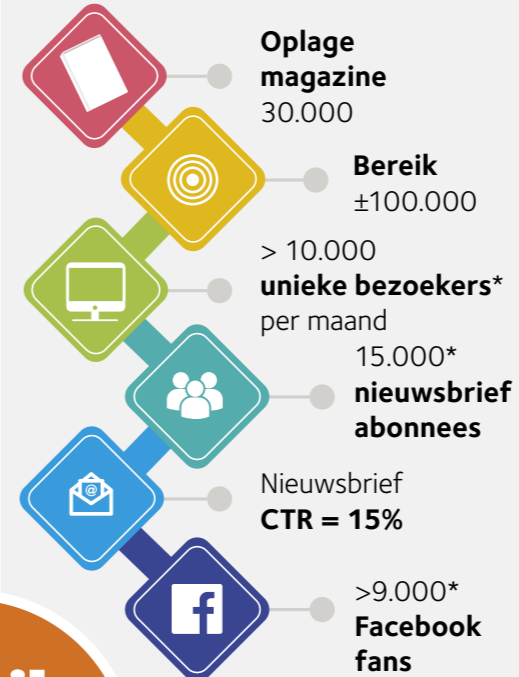 Oplage
magazine
30.000
Bereik
±100.000
> 10.000
unieke bezoekers*
per maand
15.000*
nieuwsbrief
abonnees
Nieuwsbrief
CTR = 15%
>9.000*
Facebook
fans